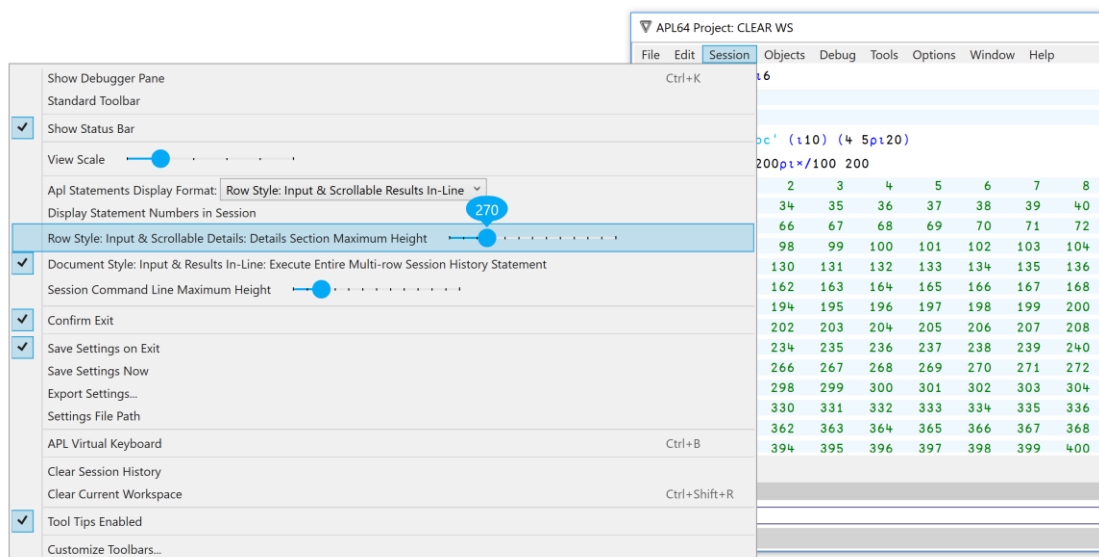 APL64 Project: CLEAR WS
File Edit Session Objects Debug Tools Options Window Help
Show Debugger Pane Ctrl+K
Standard Toolbar
Show Status Bar
View Scale
Apl Statements Display Format: Row Style: Input & Scrollable Results In-Line
Display Statement Numbers in Session
270
Row Style: Input & Scrollable Details: Details Section Maximum Height
Document Style: Input & Results In-Line: Execute Entire Multi-row Session History Statement
Session Command Line Maximum Height
Confirm Exit
Save Settings on Exit
Save Settings Now
Export Settings...
Settings File Path
APL Virtual Keyboard Ctrl+B
Clear Session History
Clear Current Workspace Ctrl+Shift+R
Tool Tips Enabled
Customize Toolbars...
⍳6
bc' (⍳10) (4 5⍴⍳20)
200⍴⍳×/100 200
2 3 4 5 6 7 8
34 35 36 37 38 39 40
66 67 68 69 70 71 72
98 99 100 101 102 103 104
130 131 132 133 134 135 136
162 163 164 165 166 167 168
194 195 196 197 198 199 200
202 203 204 205 206 207 208
234 235 236 237 238 239 240
266 267 268 269 270 271 272
298 299 300 301 302 303 304
330 331 332 333 334 335 336
362 363 364 365 366 367 368
394 395 396 397 398 399 400